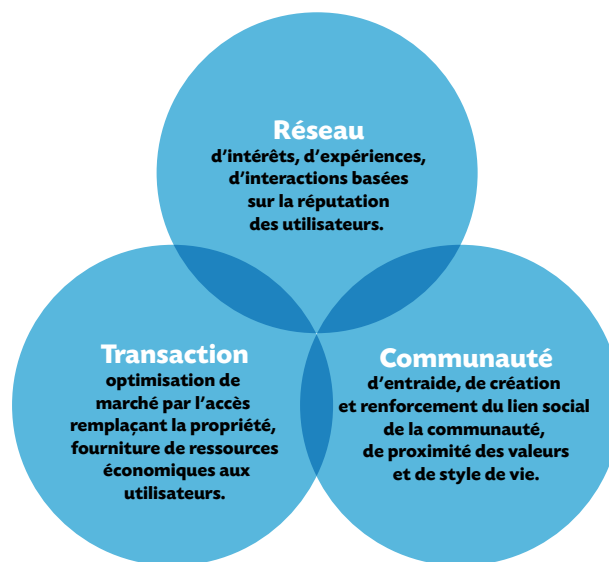 Réseau
d’intérêts, d’expériences,
d’interactions basées
sur la réputation
des utilisateurs.
Transaction
optimisation de
marché par l’accès
remplaçant la propriété,
fourniture de ressources
économiques aux
utilisateurs.
Communauté
d’entraide, de création
et renforcement du lien social
de la communauté,
de proximité des valeurs
et de style de vie.